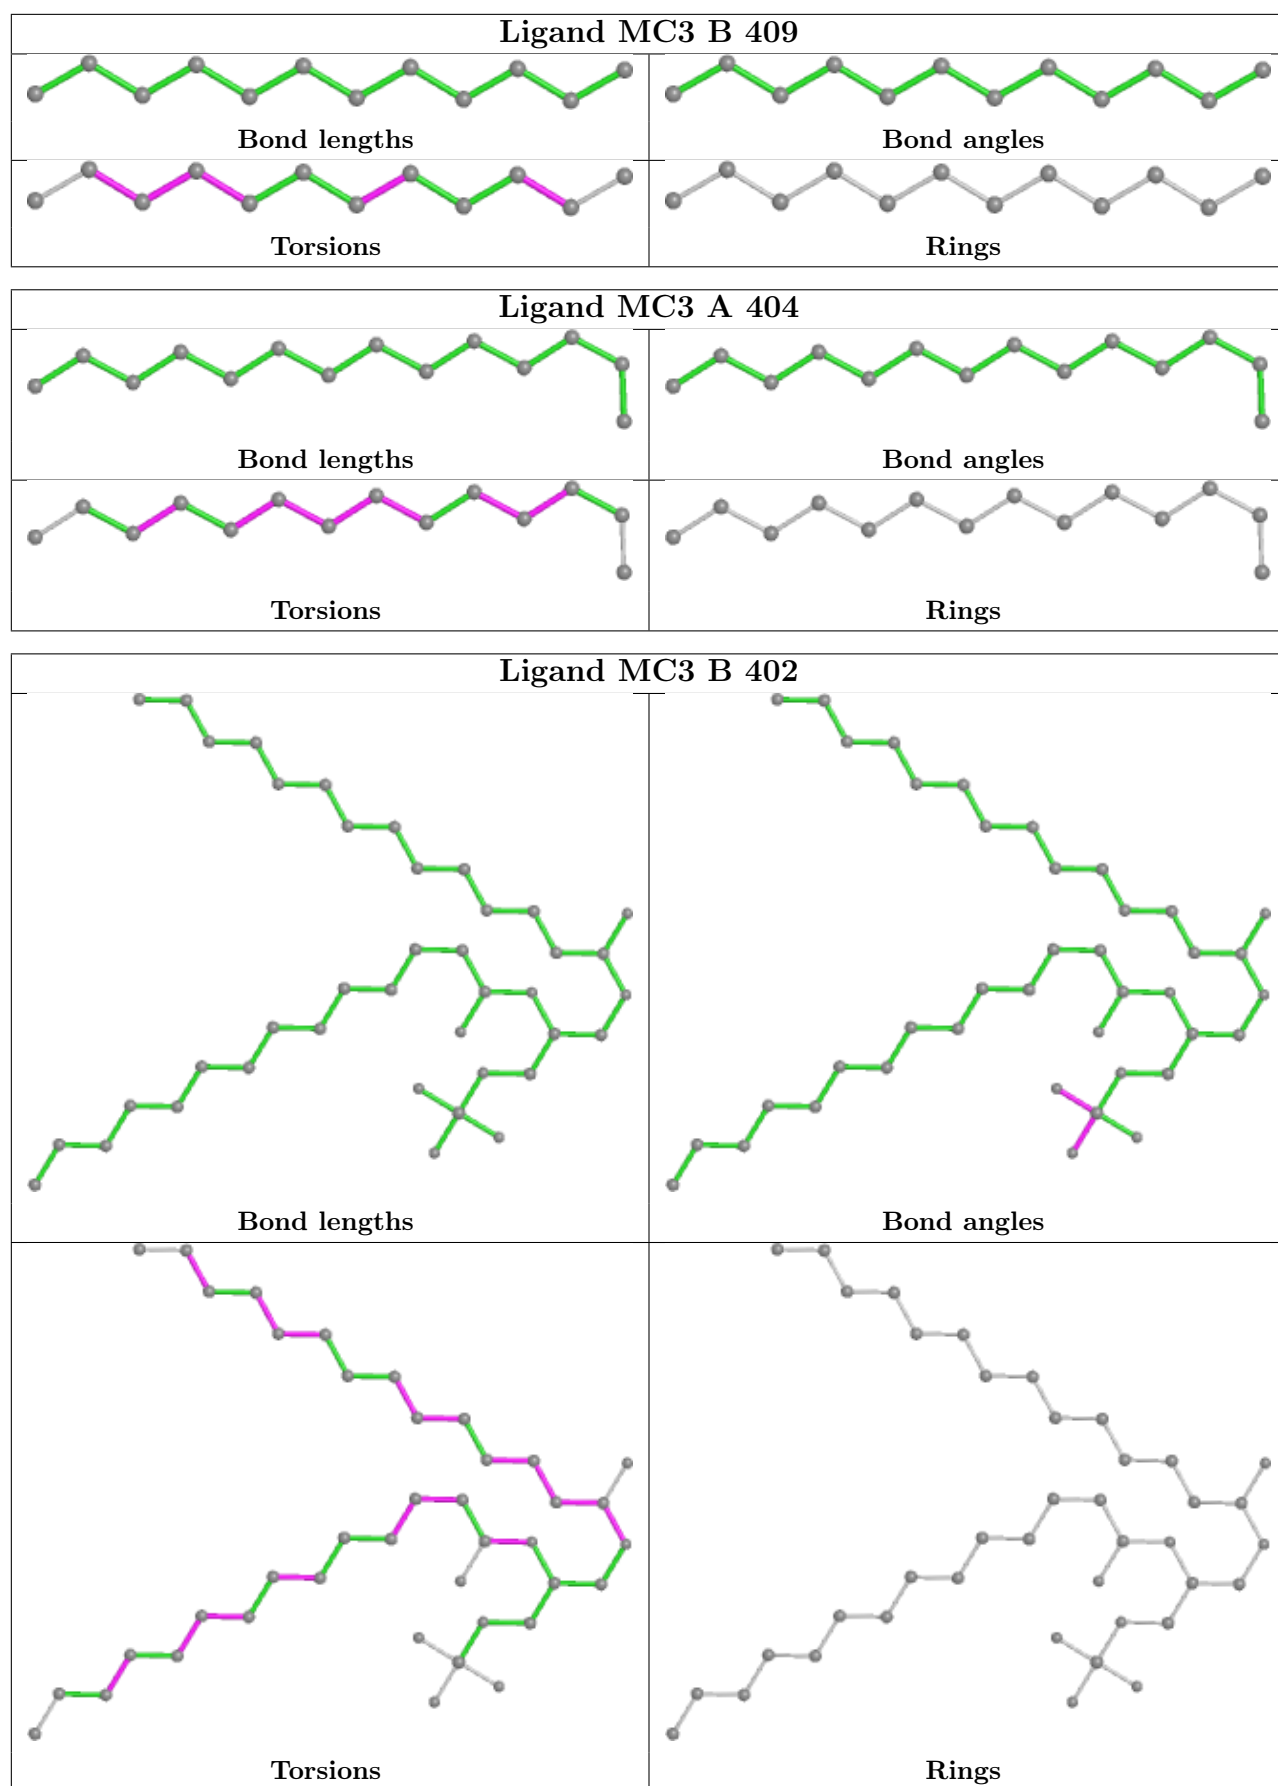 Ligand MC3 B 409
Bond lengths
Bond angles
Torsions
Rings
Ligand MC3 A 404
Bond lengths
Bond angles
Torsions
Rings
Ligand MC3 B 402
Bond lengths
Bond angles
Torsions
Rings